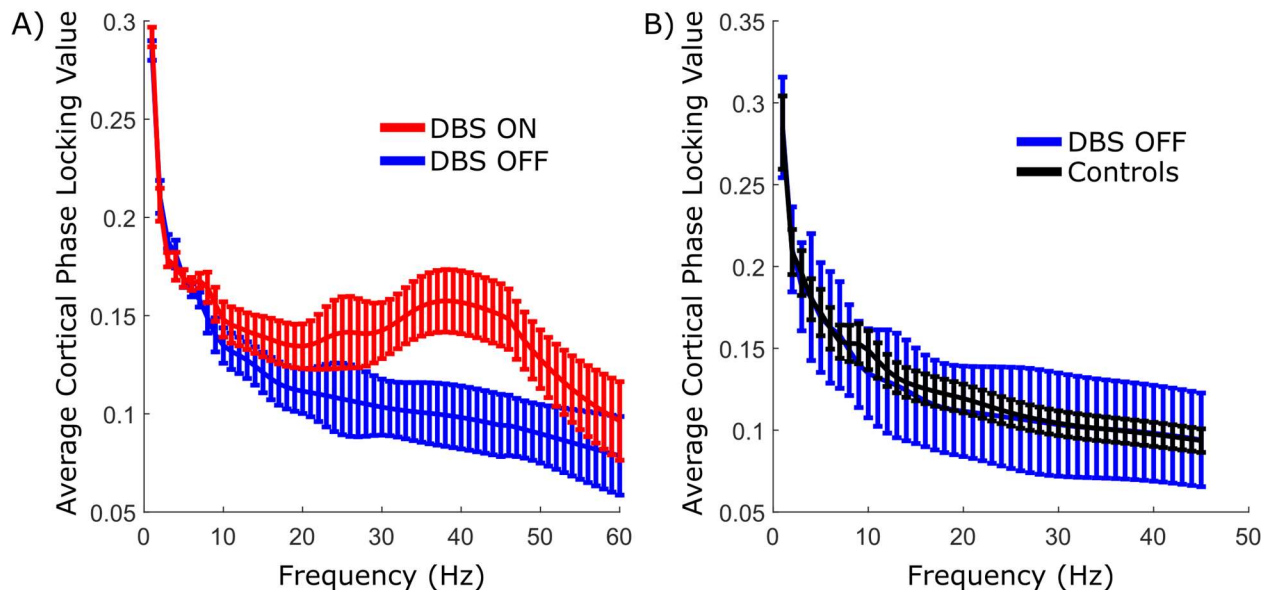 A)
Average Cortical Phase Locking Value
0.3
0.25
0.2
0.15
0.1
0.05
DBS ON
DBS OFF
0 10 20 30 40 50 60
Frequency (Hz)
B)
Average Cortical Phase Locking Value
0.35
0.3
0.25
0.2
0.15
0.1
0.05
DBS OFF
Controls
0 10 20 30 40 50
Frequency (Hz)